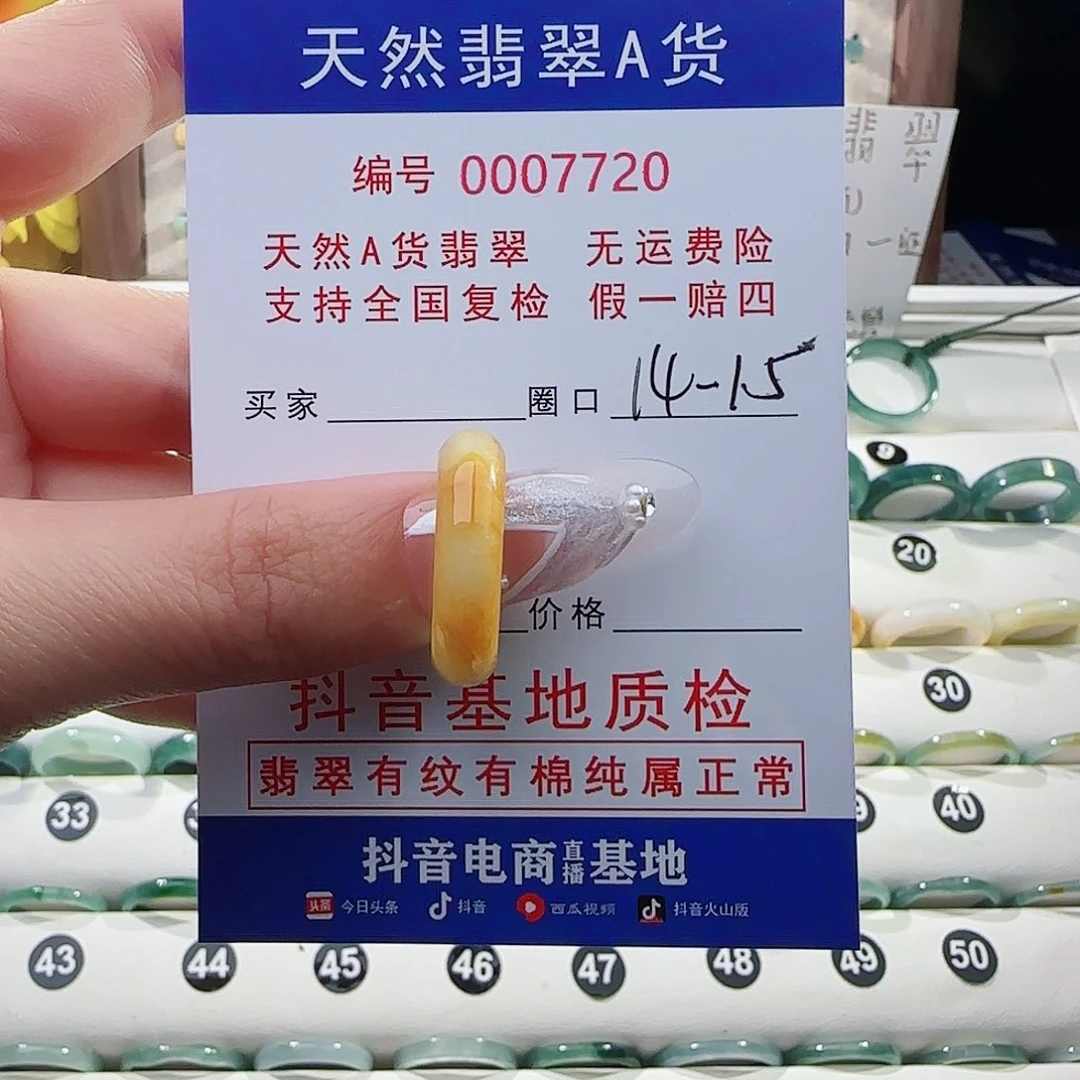 天然翡翠A货
编号 0007720
天然A货翡翠 无运费险
支持全国复检 假一赔四
买家 圈口 14-15
价格
抖音基地质检
翡翠有纹有棉纯属正常
抖音电商直播基地
今日头条 抖音 西瓜视频 抖音火山版
翡 翠
9
20
30
33
40
43 44 45 46 47 48 49 50